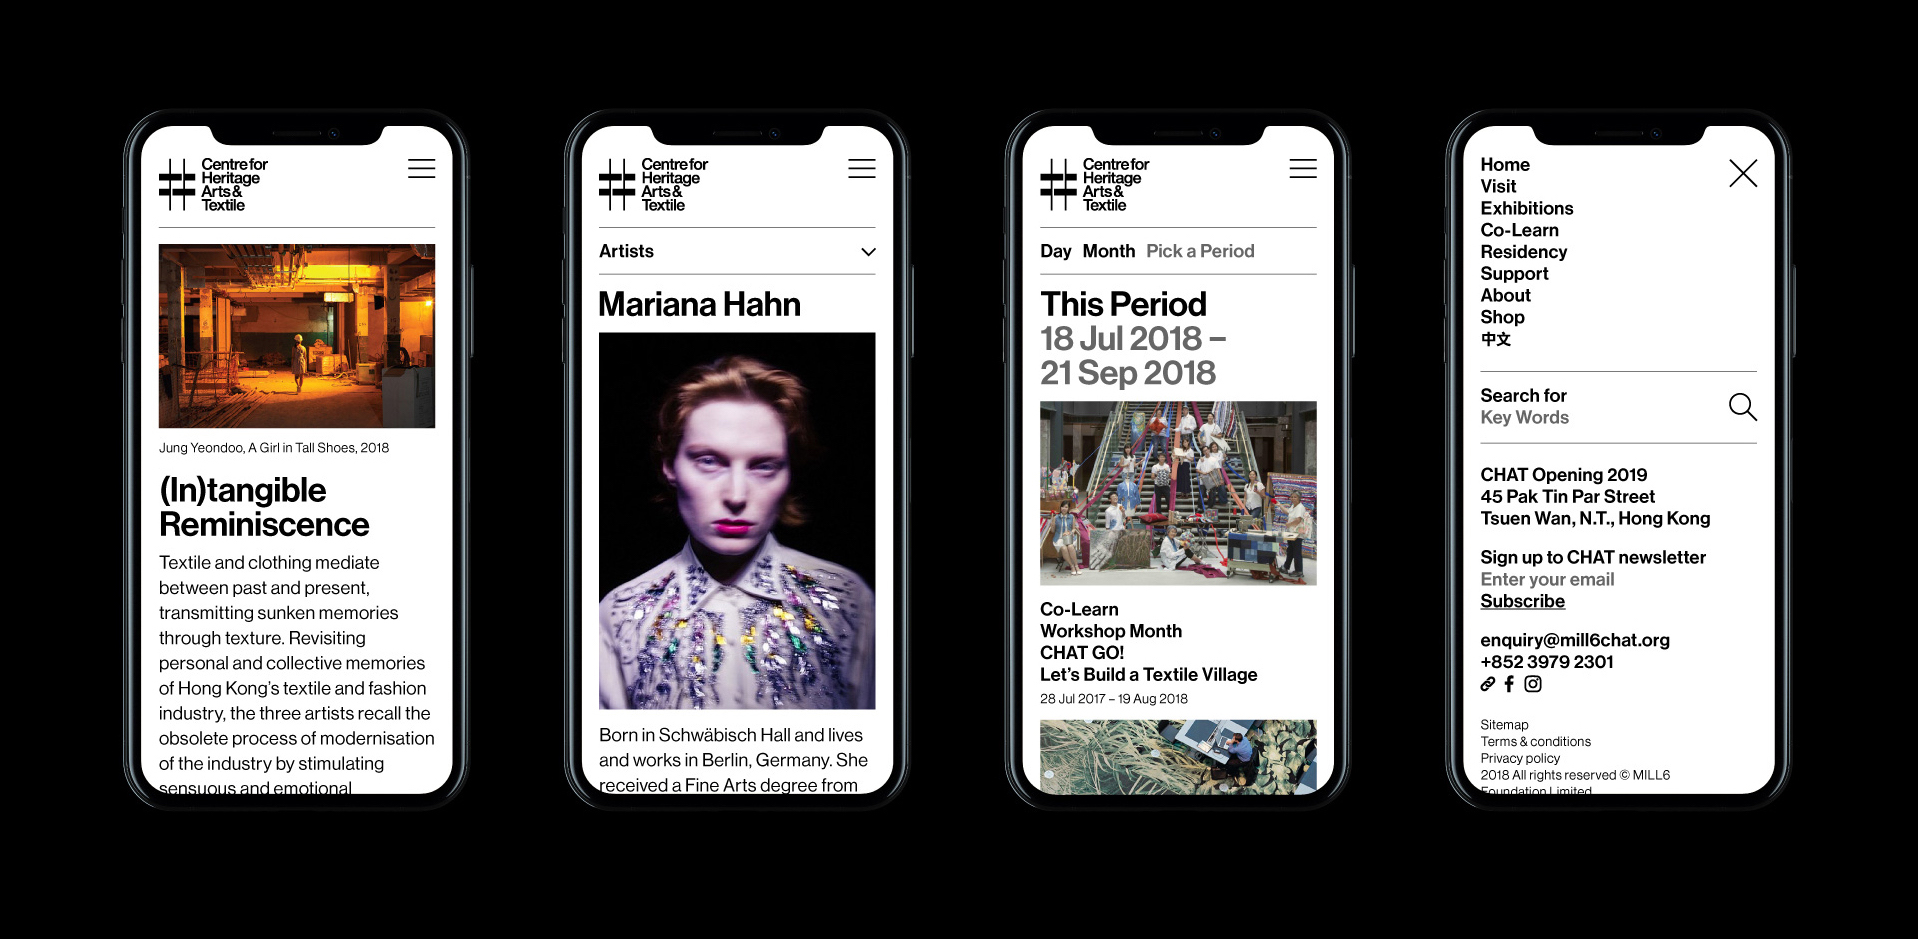 Centre for
Heritage
Arts &
Textile
Jung Yeondoo, A Girl in Tall Shoes, 2018
(In)tangible
Reminiscence
Textile and clothing mediate
between past and present,
transmitting sunken memories
through texture. Revisiting
personal and collective memories
of Hong Kong's textile and fashion
industry, the three artists recall the
obsolete process of modernisation
of the industry by stimulating
sensuous and emotional
Centre for
Heritage
Arts &
Textile
Artists
Mariana Hahn
Born in Schwäbisch Hall and lives
and works in Berlin, Germany. She
received a Fine Arts degree from
Centre for
Heritage
Arts &
Textile
Day Month Pick a Period
This Period
18 Jul 2018 –
21 Sep 2018
Co-Learn
Workshop Month
CHAT GO!
Let's Build a Textile Village
28 Jul 2017 – 19 Aug 2018
Home
Visit
Exhibitions
Co-Learn
Residency
Support
About
Shop
中文
Search for
Key Words
CHAT Opening 2019
45 Pak Tin Par Street
Tsuen Wan, N.T., Hong Kong
Sign up to CHAT newsletter
Enter your email
Subscribe
enquiry@mill6chat.org
+852 3979 2301
Sitemap
Terms & conditions
Privacy policy
2018 All rights reserved © MILL6
Foundation Limited